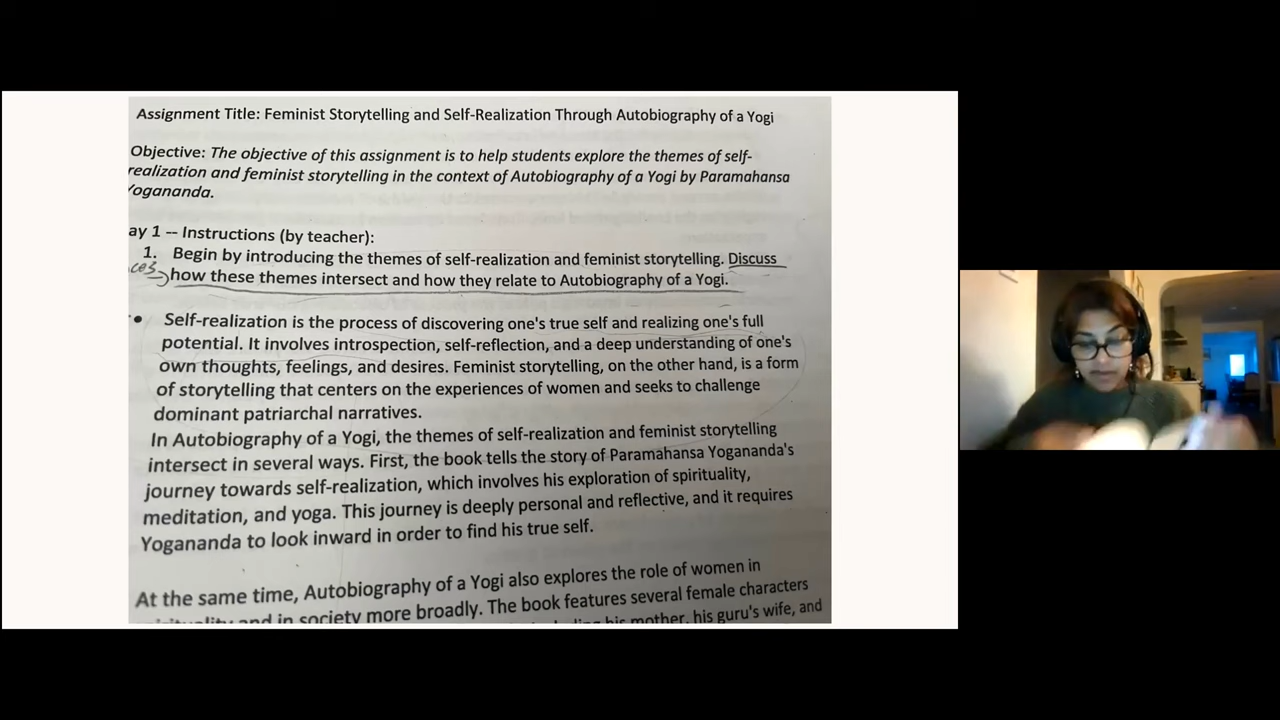 Assignment Title: Feminist Storytelling and Self-Realization Through Autobiography of a Yogi
Objective: The objective of this assignment is to help students explore the themes of self-
realization and feminist storytelling in the context of Autobiography of a Yogi by Paramahansa
Yogananda.
ay 1 -- Instructions (by teacher):
1. Begin by introducing the themes of self-realization and feminist storytelling. Discuss
how these themes intersect and how they relate to Autobiography of a Yogi.
• Self-realization is the process of discovering one's true self and realizing one's full
potential. It involves introspection, self-reflection, and a deep understanding of one's
own thoughts, feelings, and desires. Feminist storytelling, on the other hand, is a form
of storytelling that centers on the experiences of women and seeks to challenge
dominant patriarchal narratives.
In Autobiography of a Yogi, the themes of self-realization and feminist storytelling
intersect in several ways. First, the book tells the story of Paramahansa Yogananda's
journey towards self-realization, which involves his exploration of spirituality,
meditation, and yoga. This journey is deeply personal and reflective, and it requires
Yogananda to look inward in order to find his true self.
At the same time, Autobiography of a Yogi also explores the role of women in
and in society more broadly. The book features several female characters
his mother, his guru's wife, and